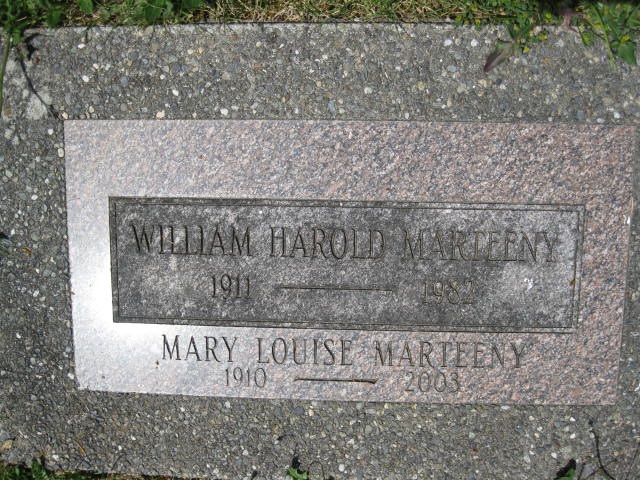 WILLIAM HAROLD MARTEENY
1911 — 1982
MARY LOUISE MARTEENY
1910 — 2003